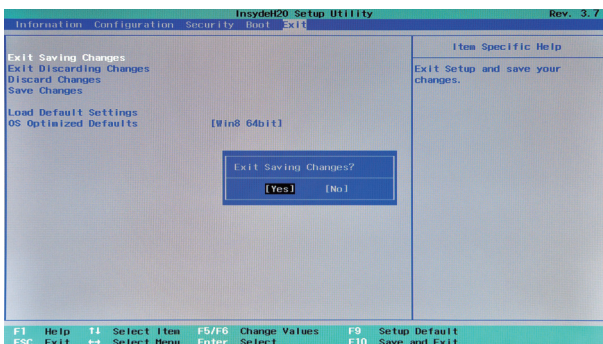 InsydeH2O Setup Utility Rev. 3.7
Information Configuration Security Boot Exit
Item Specific Help
Exit Saving Changes
Exit Discarding Changes
Discard Changes
Save Changes
Exit Setup and save your
changes.
Load Default Settings
OS Optimized Defaults [Win8 64bit]
Exit Saving Changes?
[Yes] [No]
F1 Help ↑↓ Select Item F5/F6 Change Values F9 Setup Default
ESC Exit ↔ Select Menu Enter Select F10 Save and Exit